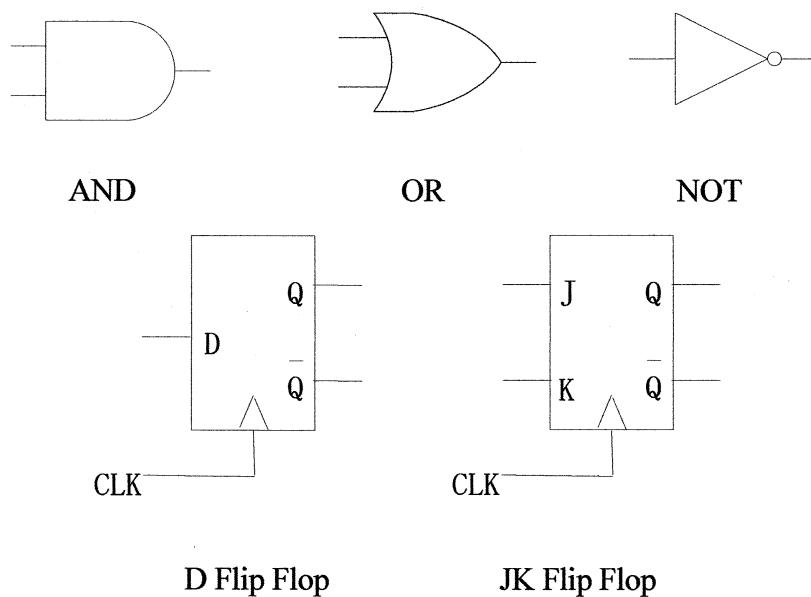 AND OR NOT
Q
D
Q̅
CLK
J Q
K Q̅
CLK
D Flip Flop JK Flip Flop